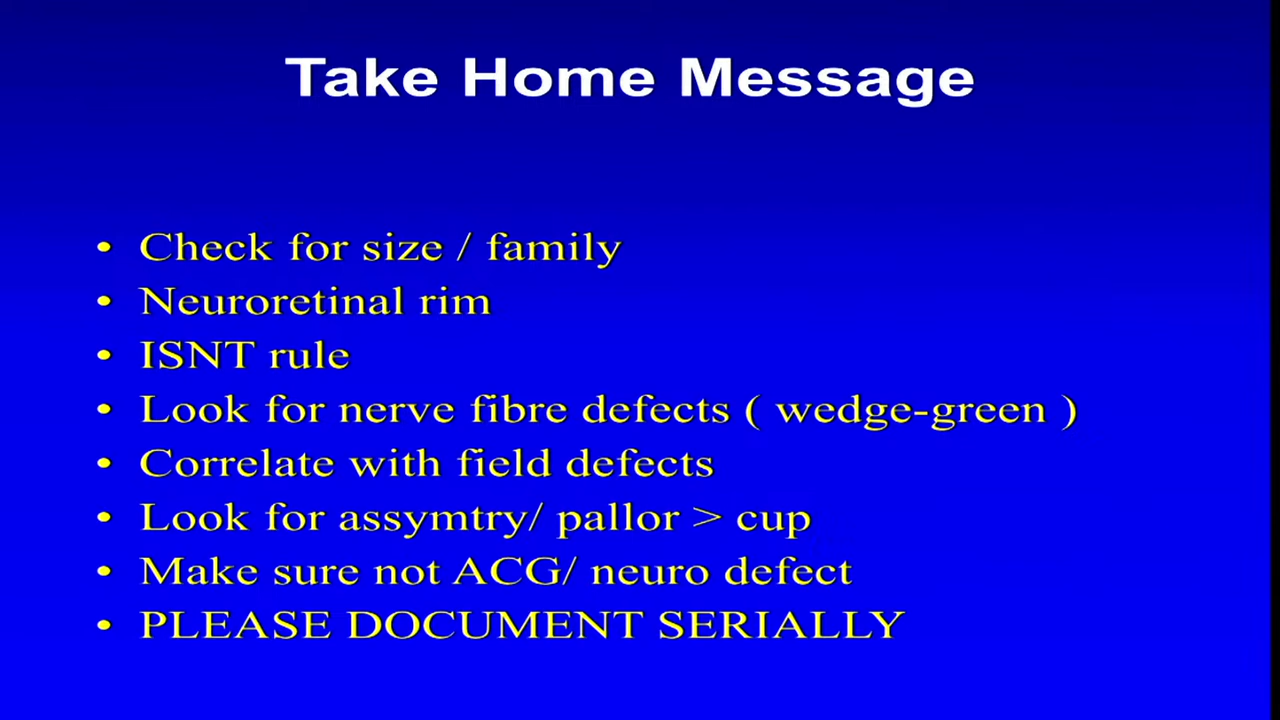 Take Home Message
• Check for size / family
• Neuroretinal rim
• ISNT rule
• Look for nerve fibre defects ( wedge-green )
• Correlate with field defects
• Look for assymtry/ pallor > cup
• Make sure not ACG/ neuro defect
• PLEASE DOCUMENT SERIALLY